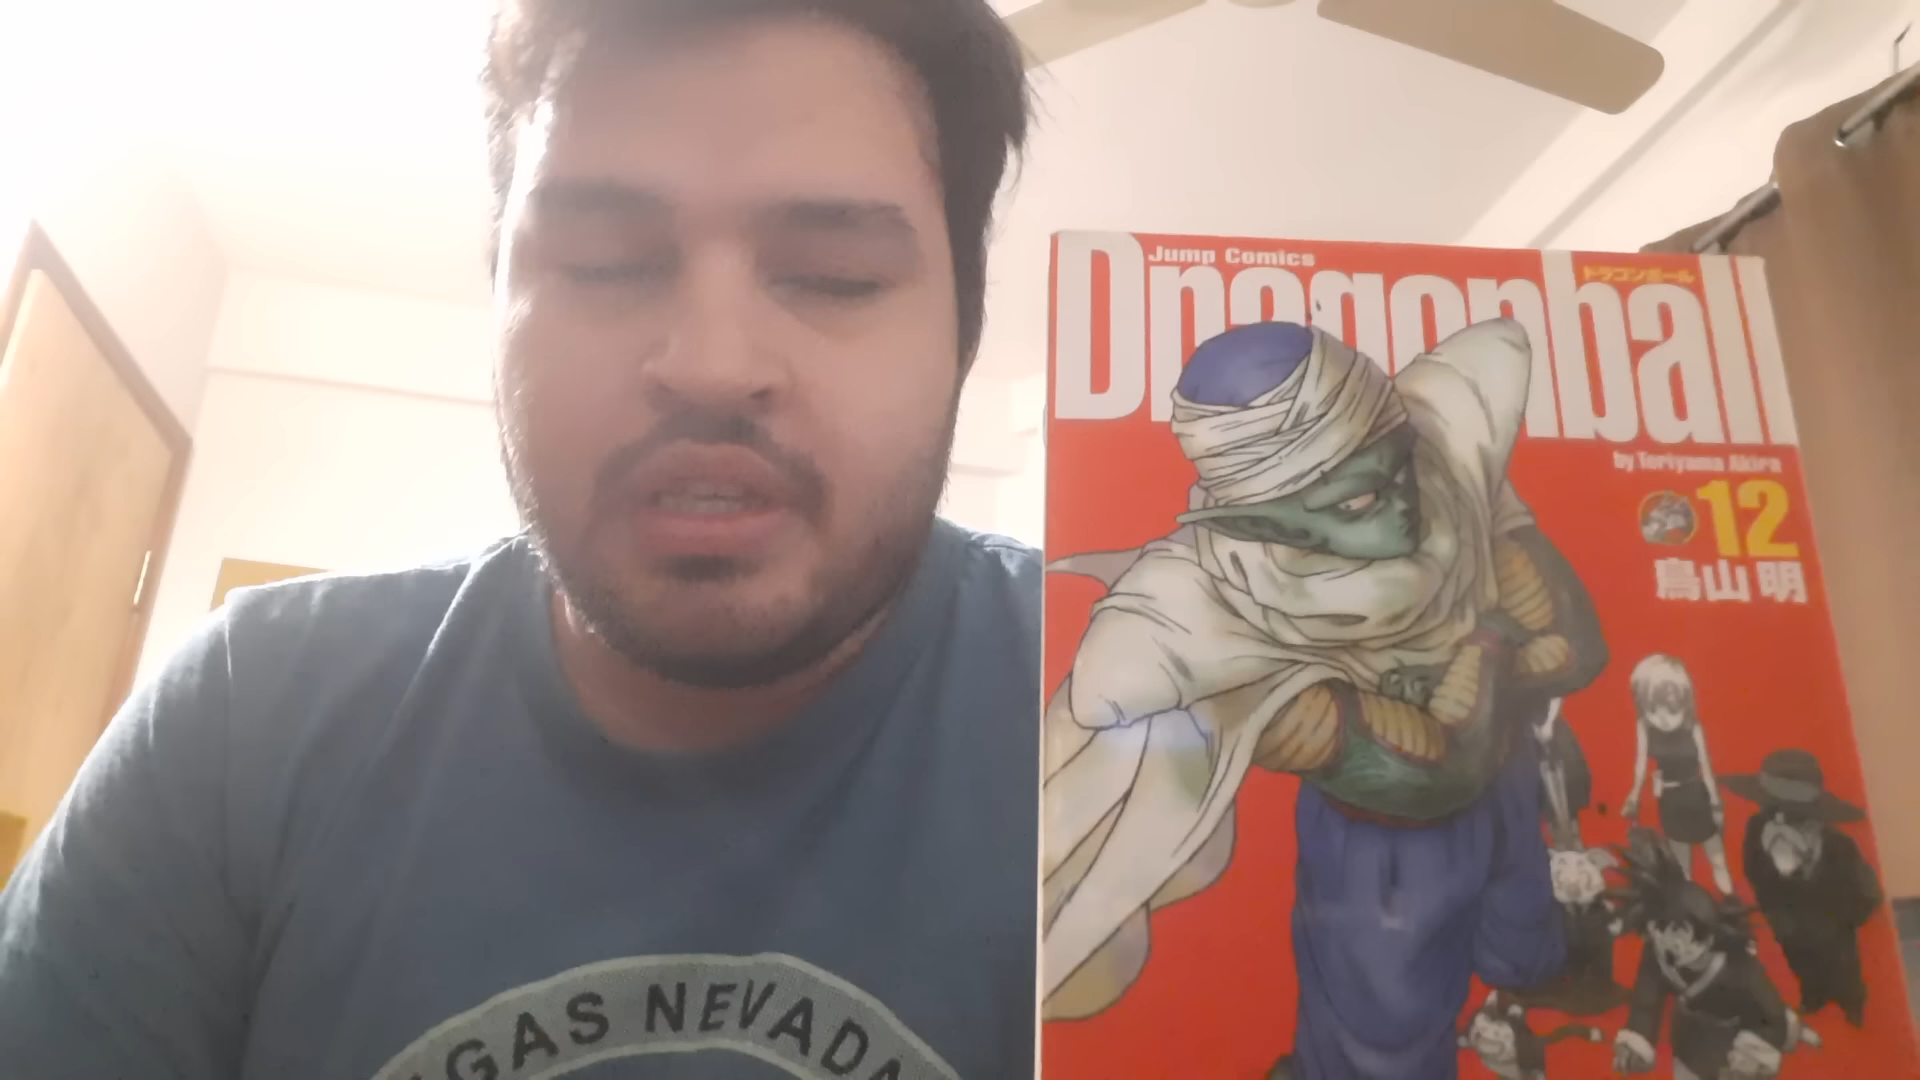 Jump Comics
Dragonball
ドラゴンボール
by Toriyama Akira
12
鳥山 明
GAS NEVADA